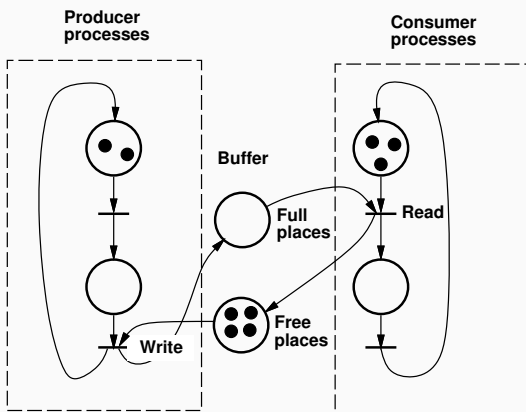 Producer
processes
Consumer
processes
Buffer
Full
places
Read
Free
places
Write